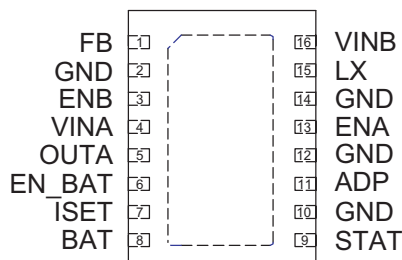 FB 1 16 VINB
GND 2 15 LX
ENB 3 14 GND
VINA 4 13 ENA
OUTA 5 12 GND
EN_BAT 6 11 ADP
ISET 7 10 GND
BAT 8 9 STAT